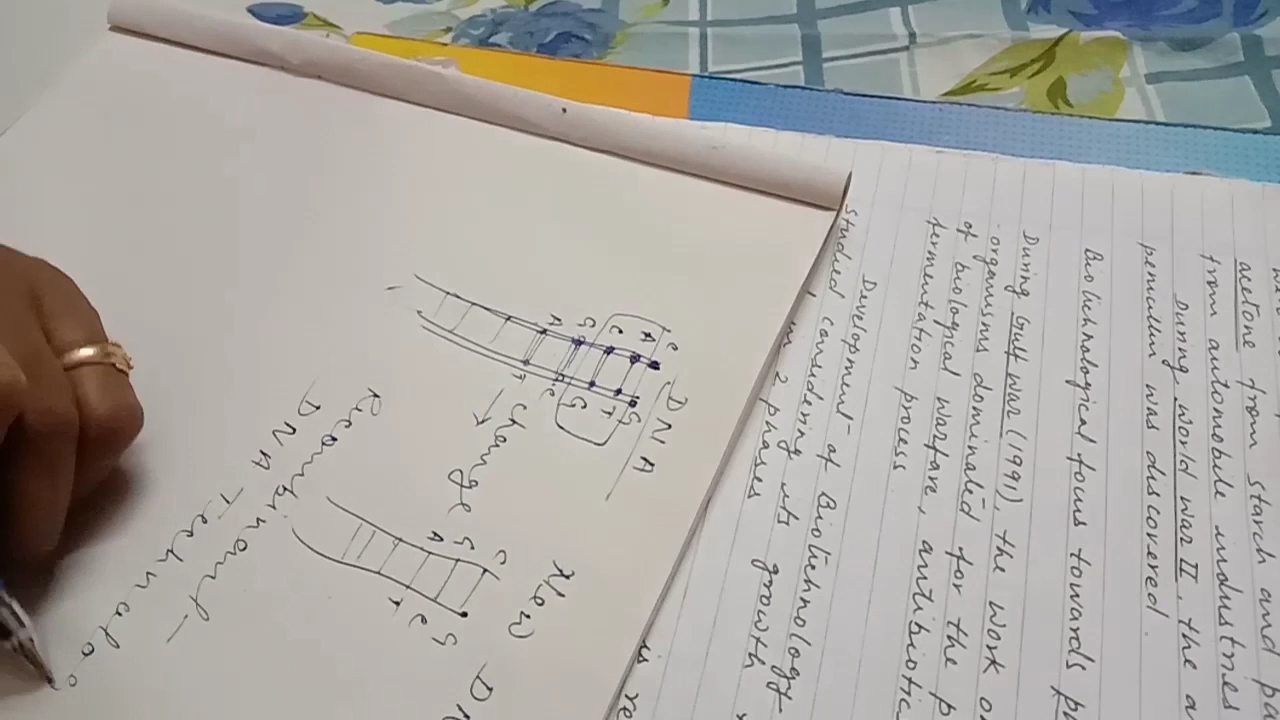 acetone from starch and
from automobile industries
During world war II, the
penicillin was discovered.
Biotechnological focus towards
During Gulf war (1991), the work
-organisms dominated for the
of biological warfare, antibiotic
fermentation process
Development of Biotechnology
studied considering its growth
in 2 phases
DNA
C
A
C
G
A
G
T
G
C
T
change
New
C
G
A
G
C
T
Recombinant
DNA
Technolo